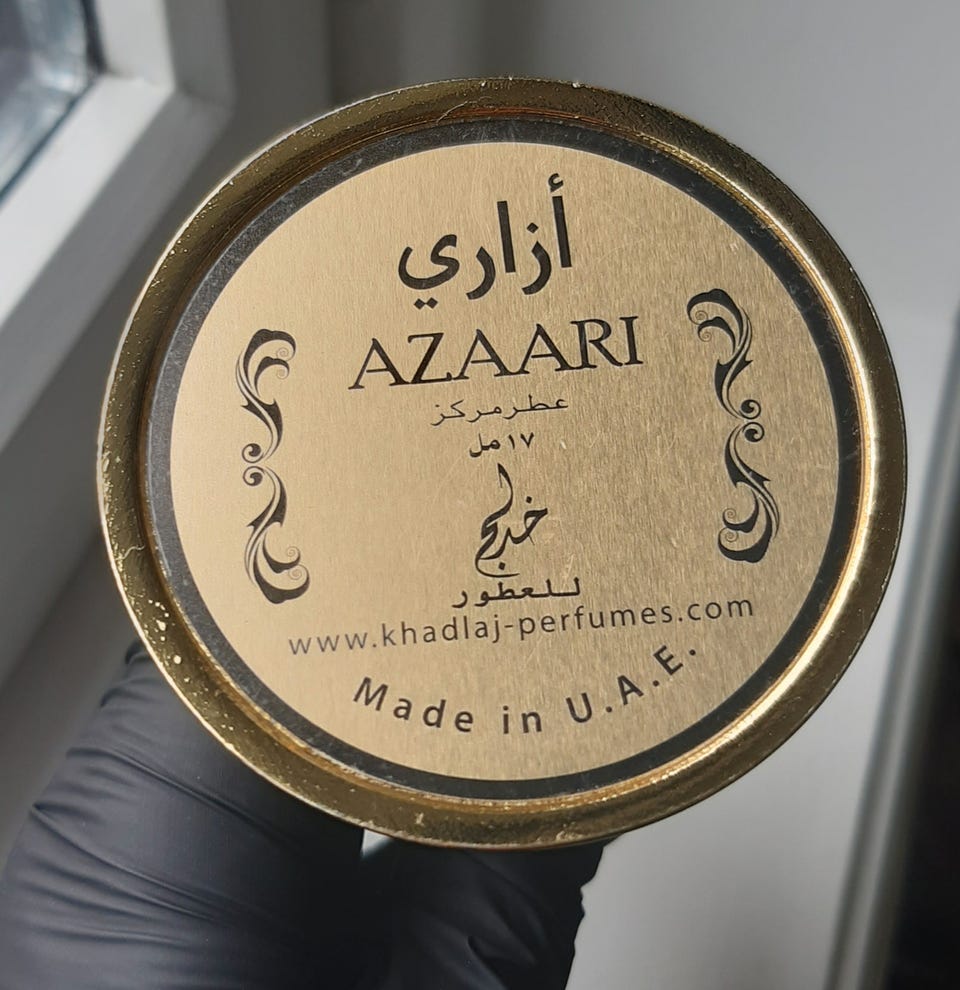 أزاري
AZAARI
عطر مركز
١٧ مل
خدلج
للعطور
www.khadlaj-perfumes.com
Made in U.A.E.